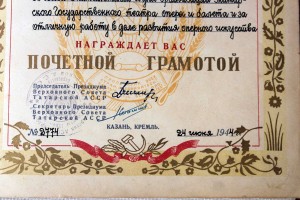 ского Государственного театра оперы и балета и за
отличную работу в деле развития оперного искусства
НАГРАЖДАЕТ ВАС
ПОЧЕТНОЙ ГРАМОТОЙ
Председатель Президиума
Верховного Совета
Татарской АССР
Секретарь Президиума
Верховного Совета
Татарской АССР
№ 2774
КАЗАНЬ, КРЕМЛЬ.
24 июня 1944